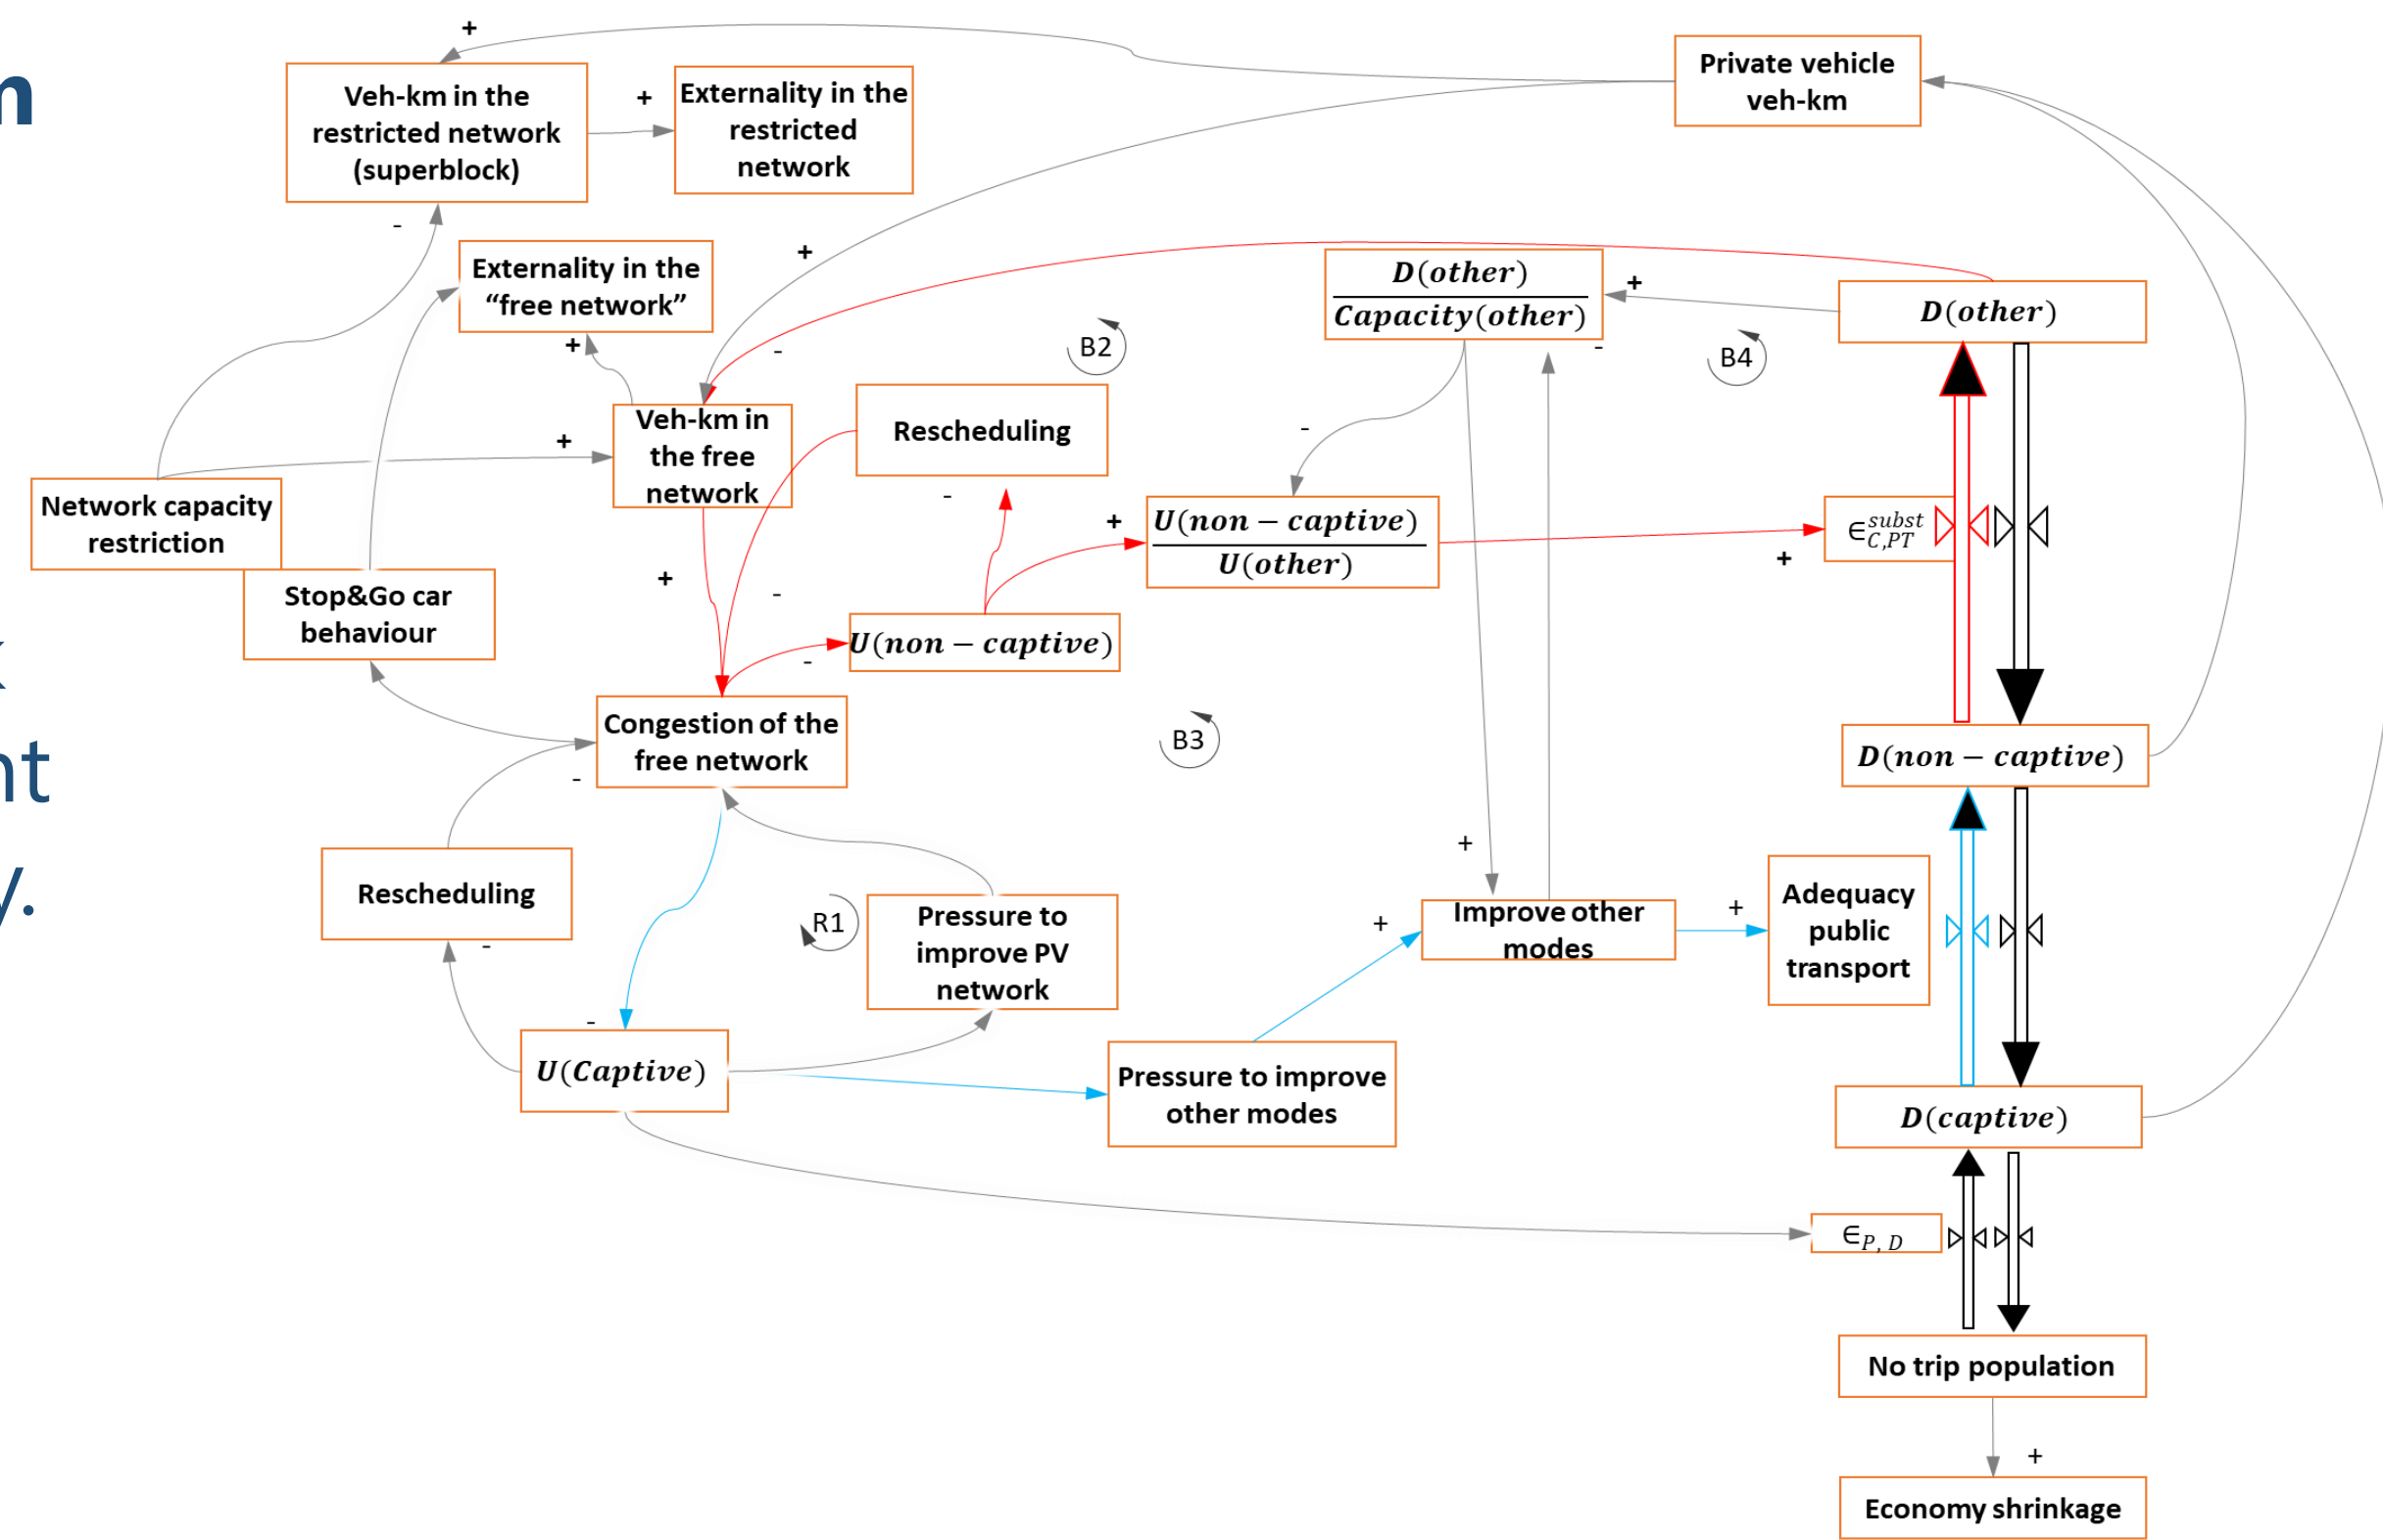 n
k
nt
y.
+
Veh-km in the
restricted network
(superblock)
+
Externality in the
restricted
network
Private vehicle
veh-km
-
Externality in the
“free network”
+
+
-
B2
D(other)
Capacity(other)
+
-
B4
D(other)
+
Veh-km in
the free
network
Rescheduling
-
-
Network capacity
restriction
Stop&Go car
behaviour
+
-
-
U(non − captive)
+
U(non − captive)
U(other)
+
∈subst
C,PT
Congestion of the
free network
-
B3
D(non − captive)
Rescheduling
-
R1
Pressure to
improve PV
network
+
+
Improve other
modes
+
Adequacy
public
transport
-
U(Captive)
Pressure to improve
other modes
D(captive)
∈P, D
No trip population
+
Economy shrinkage